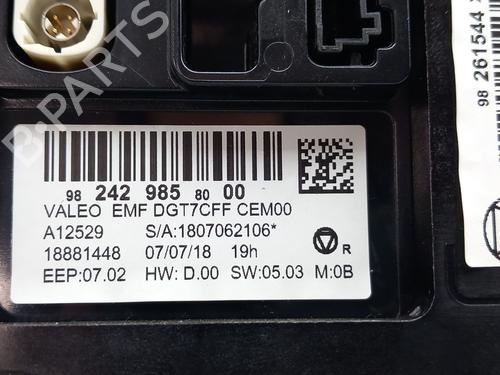 98 242 985 80 00
VALEO EMF DGT7CFF CEM00
A12529 S/A:1807062106*
18881448 07/07/18 19h
EEP:07.02 HW: D.00 SW:05.03 M:0B
R
98 261544
B-PARTS